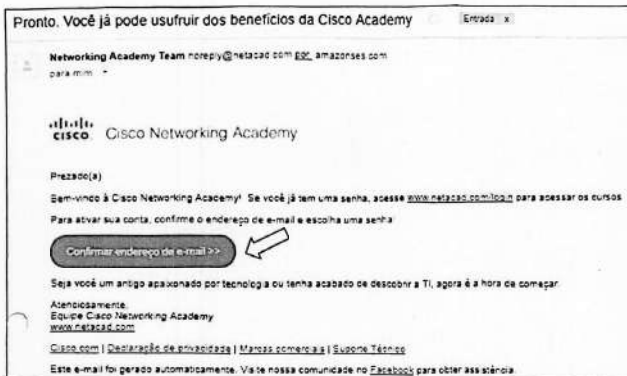 Pronto. Você já pode usufruir dos benefícios da Cisco Academy Entrada x
Networking Academy Team noreply@netacad.com por amazonses.com
para mim
CISCO Cisco Networking Academy
Prezado(a)
Bem-vindo à Cisco Networking Academy! Se você já tem uma senha, acesse www.netacad.com/login para acessar os cursos
Para ativar sua conta, confirme o endereço de e-mail e escolha uma senha:
Confirmar endereço de e-mail >>
Seja você um antigo apaixonado por tecnologia ou tenha acabado de descobrir a TI, agora é a hora de começar.
Atenciosamente,
Equipe Cisco Networking Academy
www.netacad.com
Cisco.com | Declaração de privacidade | Marcas comerciais | Suporte Técnico
Este e-mail foi gerado automaticamente. Visite nossa comunidade no Facebook para obter assistência.